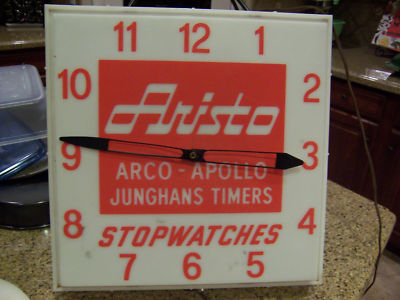 11 12 1
10 2
Aristo
9 3
ARCO - APOLLO
JUNGHANS TIMERS
8 4
STOPWATCHES
7 6 5